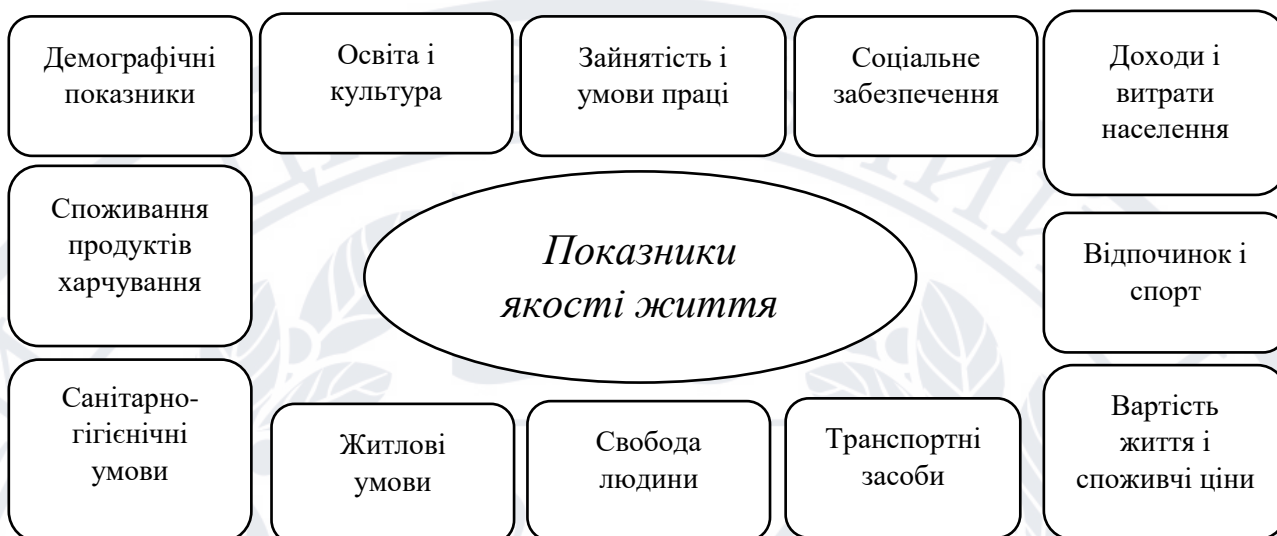 Демографічні
показники
Освіта і
культура
Зайнятість і
умови праці
Соціальне
забезпечення
Доходи і
витрати
населення
Споживання
продуктів
харчування
Показники
якості життя
Відпочинок і
спорт
Санітарно-
гігієнічні
умови
Житлові
умови
Свобода
людини
Транспортні
засоби
Вартість
життя і
споживчі ціни